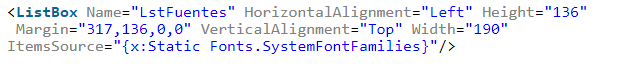 <ListBox Name="LstFuentes" HorizontalAlignment="Left" Height="136"
Margin="317,136,0,0" VerticalAlignment="Top" Width="190"
ItemsSource="{x:Static Fonts.SystemFontFamilies}"/>